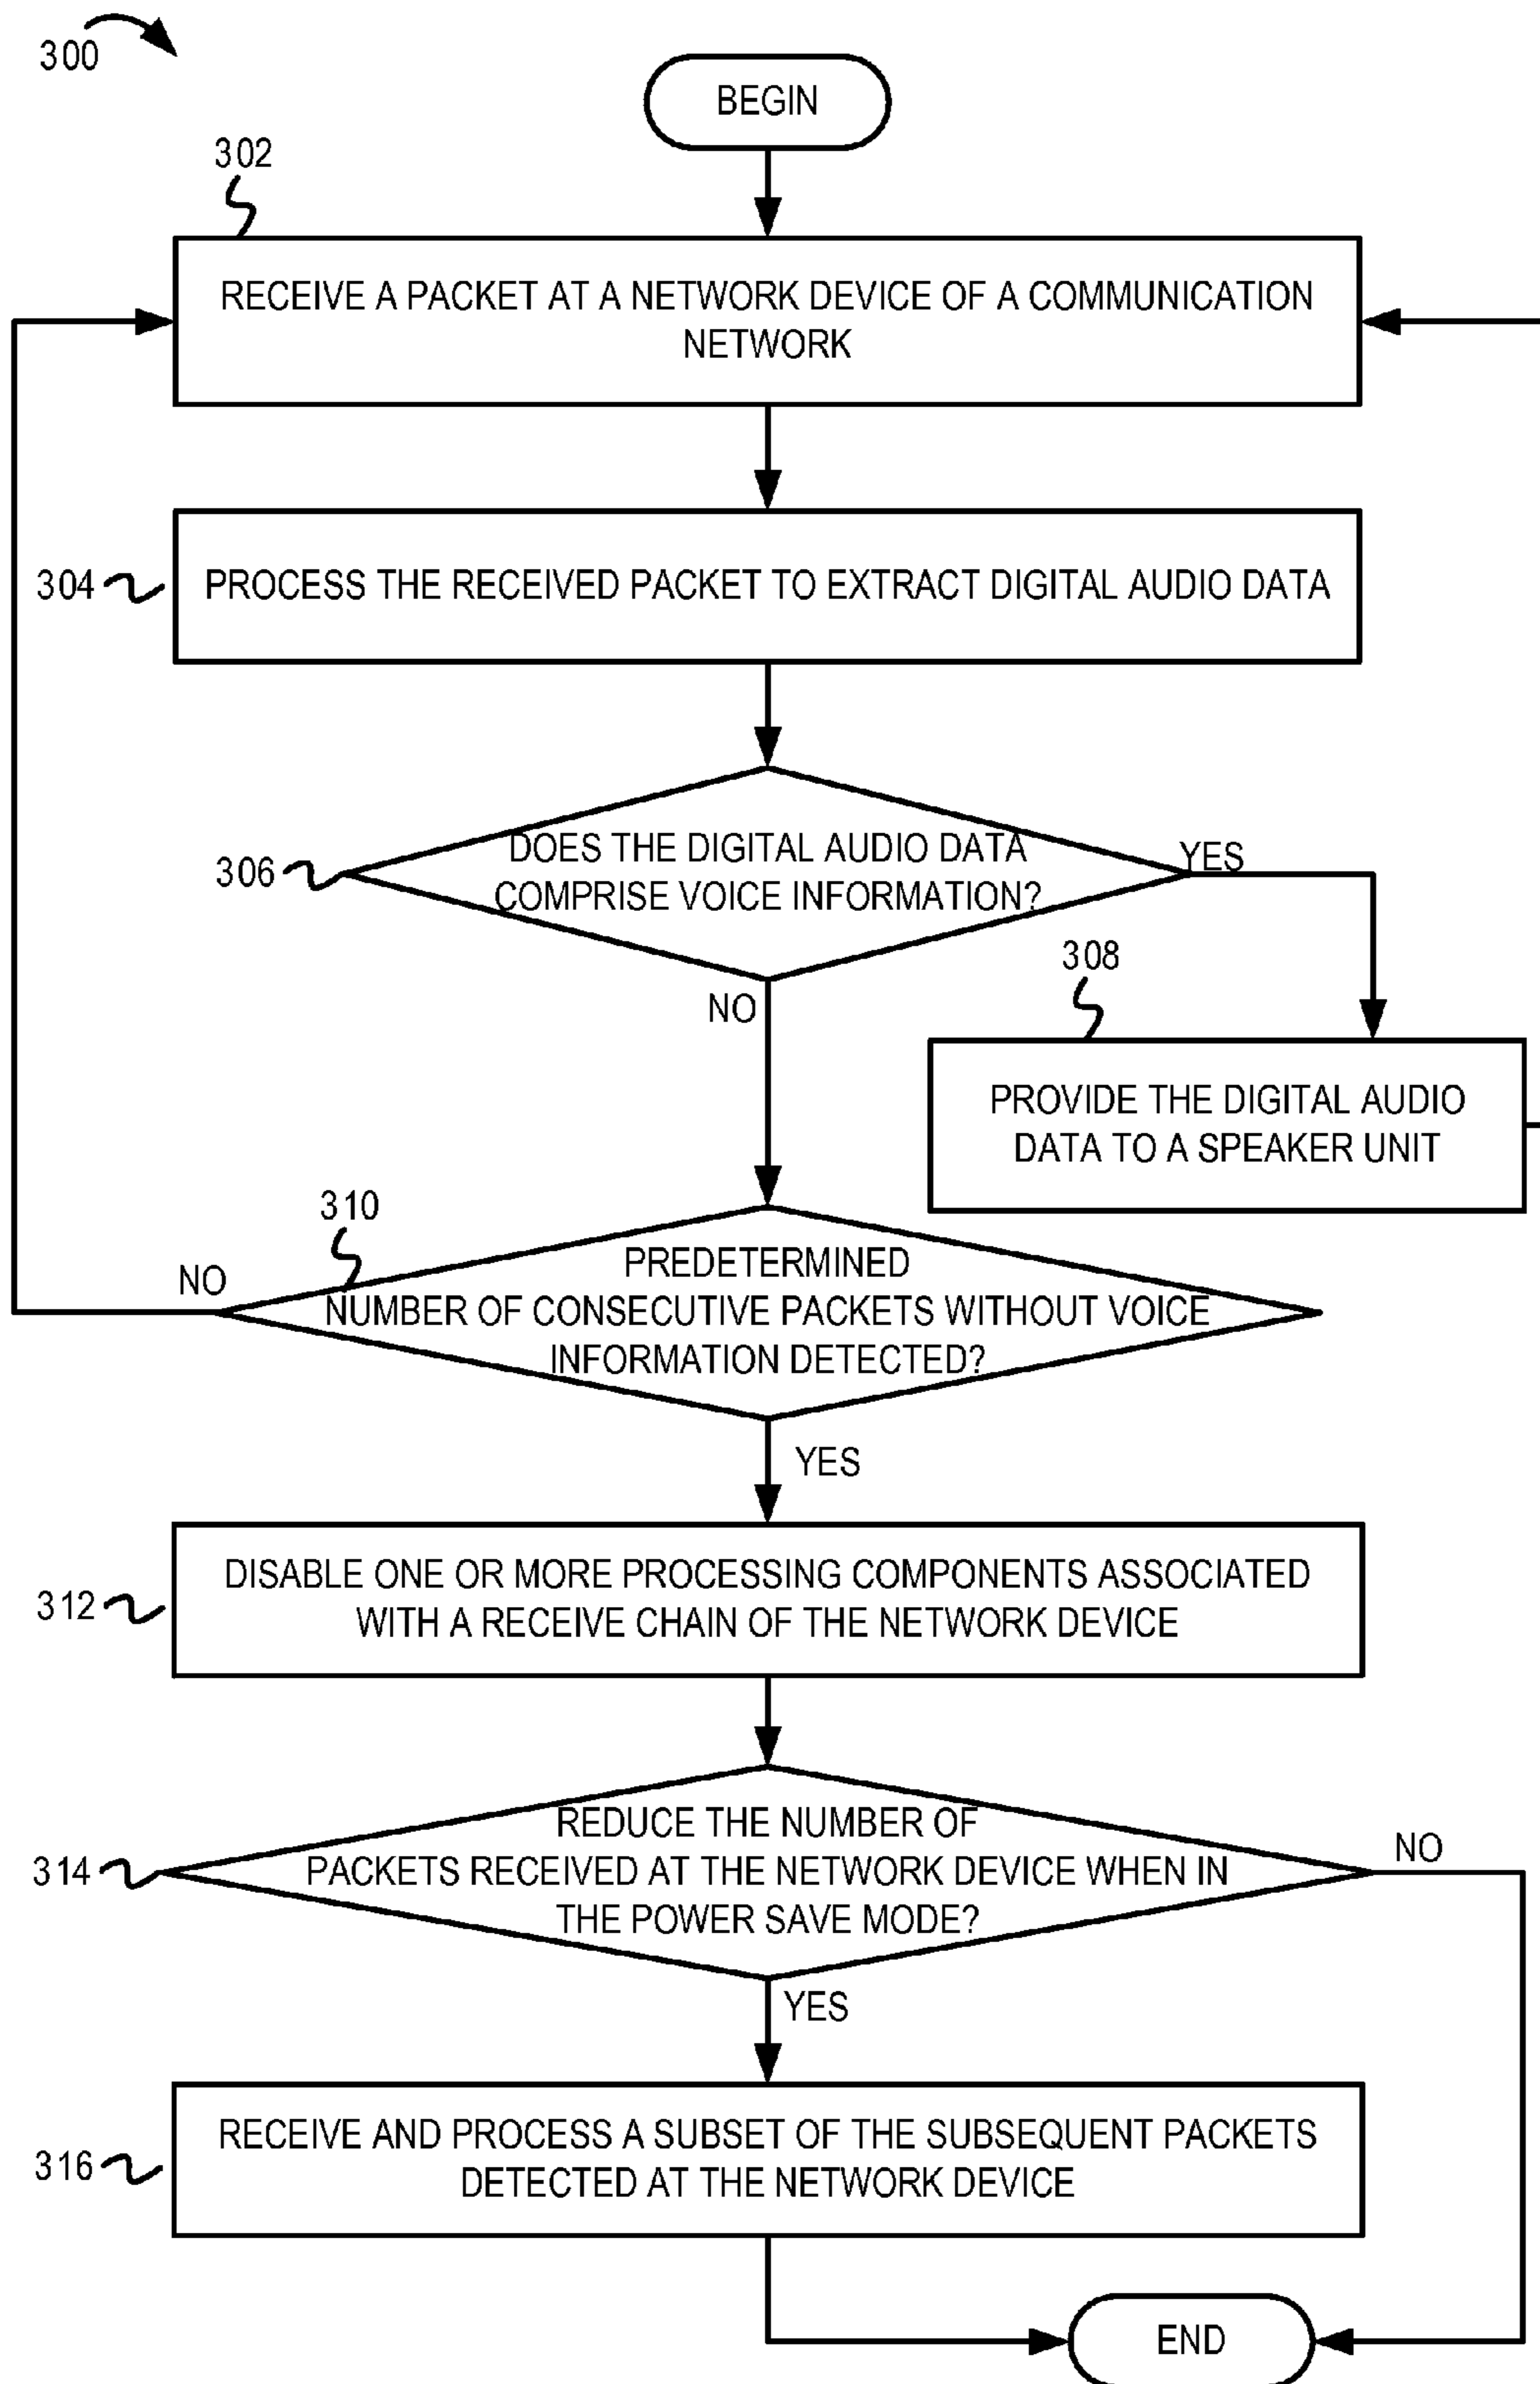 300
BEGIN
302
RECEIVE A PACKET AT A NETWORK DEVICE OF A COMMUNICATION
NETWORK
304
PROCESS THE RECEIVED PACKET TO EXTRACT DIGITAL AUDIO DATA
306
DOES THE DIGITAL AUDIO DATA
COMPRISE VOICE INFORMATION?
YES
NO
308
PROVIDE THE DIGITAL AUDIO
DATA TO A SPEAKER UNIT
310
PREDETERMINED
NUMBER OF CONSECUTIVE PACKETS WITHOUT VOICE
INFORMATION DETECTED?
NO
YES
312
DISABLE ONE OR MORE PROCESSING COMPONENTS ASSOCIATED
WITH A RECEIVE CHAIN OF THE NETWORK DEVICE
314
REDUCE THE NUMBER OF
PACKETS RECEIVED AT THE NETWORK DEVICE WHEN IN
THE POWER SAVE MODE?
NO
YES
316
RECEIVE AND PROCESS A SUBSET OF THE SUBSEQUENT PACKETS
DETECTED AT THE NETWORK DEVICE
END